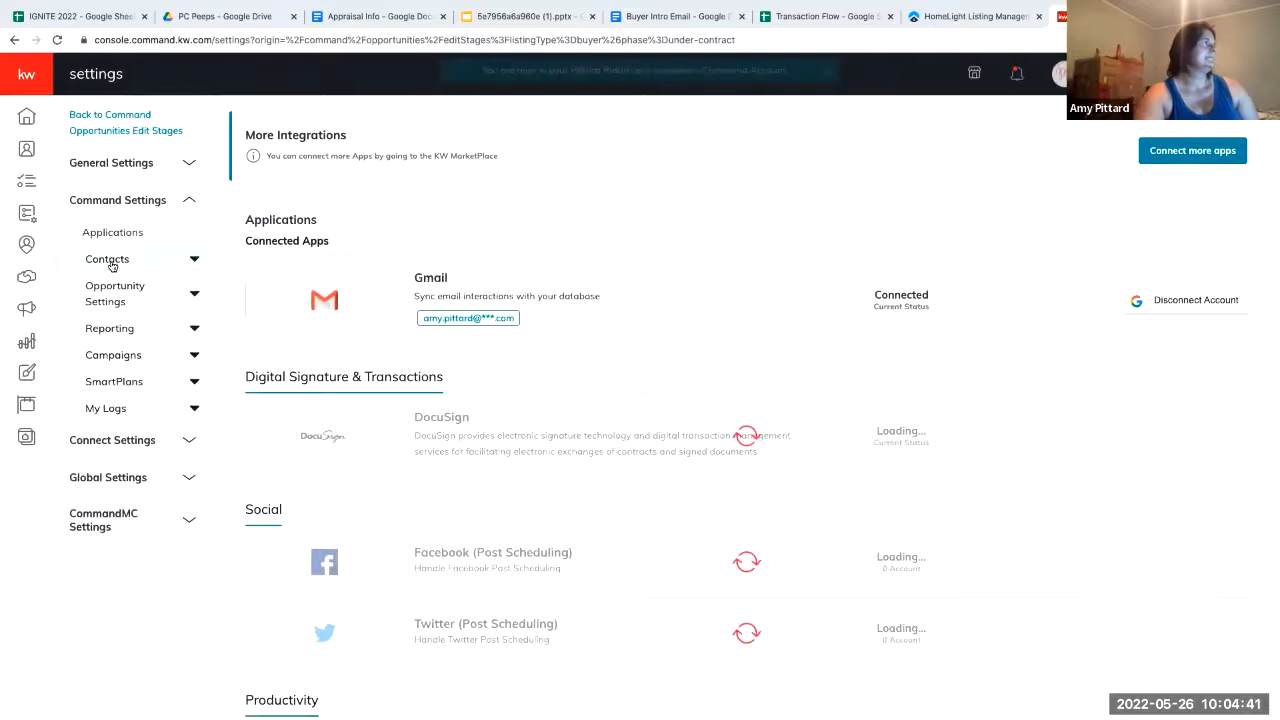 IGNITE 2022 - Google Shee
PC Peeps - Google Drive
Appraisal Info - Google Doc
5e7956a6a960e (1).pptx -
Buyer Intro Email - Google
Transaction Flow - Google S
HomeLight Listing Manage
console.command.kw.com/settings?origin=%2Fcommand%2Fopportunities%2FeditStages%3FlistingType%3Dbuyer%26phase%3Dunder-contract
kw
settings
Amy Pittard
Back to Command
Opportunities Edit Stages
General Settings
Command Settings
Applications
Contacts
Opportunity
Settings
Reporting
Campaigns
SmartPlans
My Logs
Connect Settings
Global Settings
CommandMC
Settings
More Integrations
You can connect more Apps by going to the KW MarketPlace
Connect more apps
Applications
Connected Apps
Gmail
Sync email interactions with your database
amy.pittard@***.com
Connected
Current Status
Disconnect Account
Digital Signature & Transactions
DocuSign
DocuSign
DocuSign provides electronic signature technology and digital transaction management
services for facilitating electronic exchanges of contracts and signed documents
Loading...
Current Status
Social
Facebook (Post Scheduling)
Handle Facebook Post Scheduling
Loading...
0 Account
Twitter (Post Scheduling)
Handle Twitter Post Scheduling
Loading...
0 Account
Productivity
2022-05-26 10:04:41